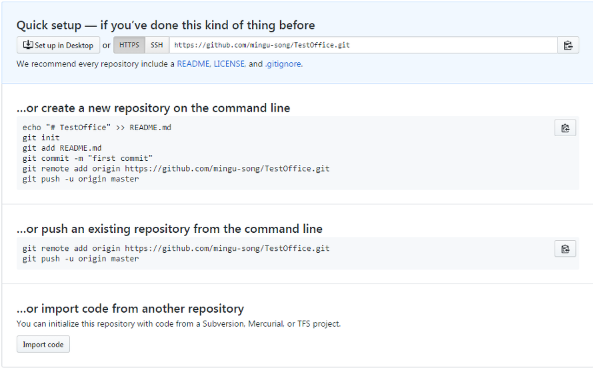 Quick setup — if you’ve done this kind of thing before
Set up in Desktop or HTTPS SSH https://github.com/mingu-song/TestOffice.git
We recommend every repository include a README, LICENSE, and .gitignore.
...or create a new repository on the command line
echo "# TestOffice" >> README.md
git init
git add README.md
git commit -m "first commit"
git remote add origin https://github.com/mingu-song/TestOffice.git
git push -u origin master
...or push an existing repository from the command line
git remote add origin https://github.com/mingu-song/TestOffice.git
git push -u origin master
...or import code from another repository
You can initialize this repository with code from a Subversion, Mercurial, or TFS project.
Import code